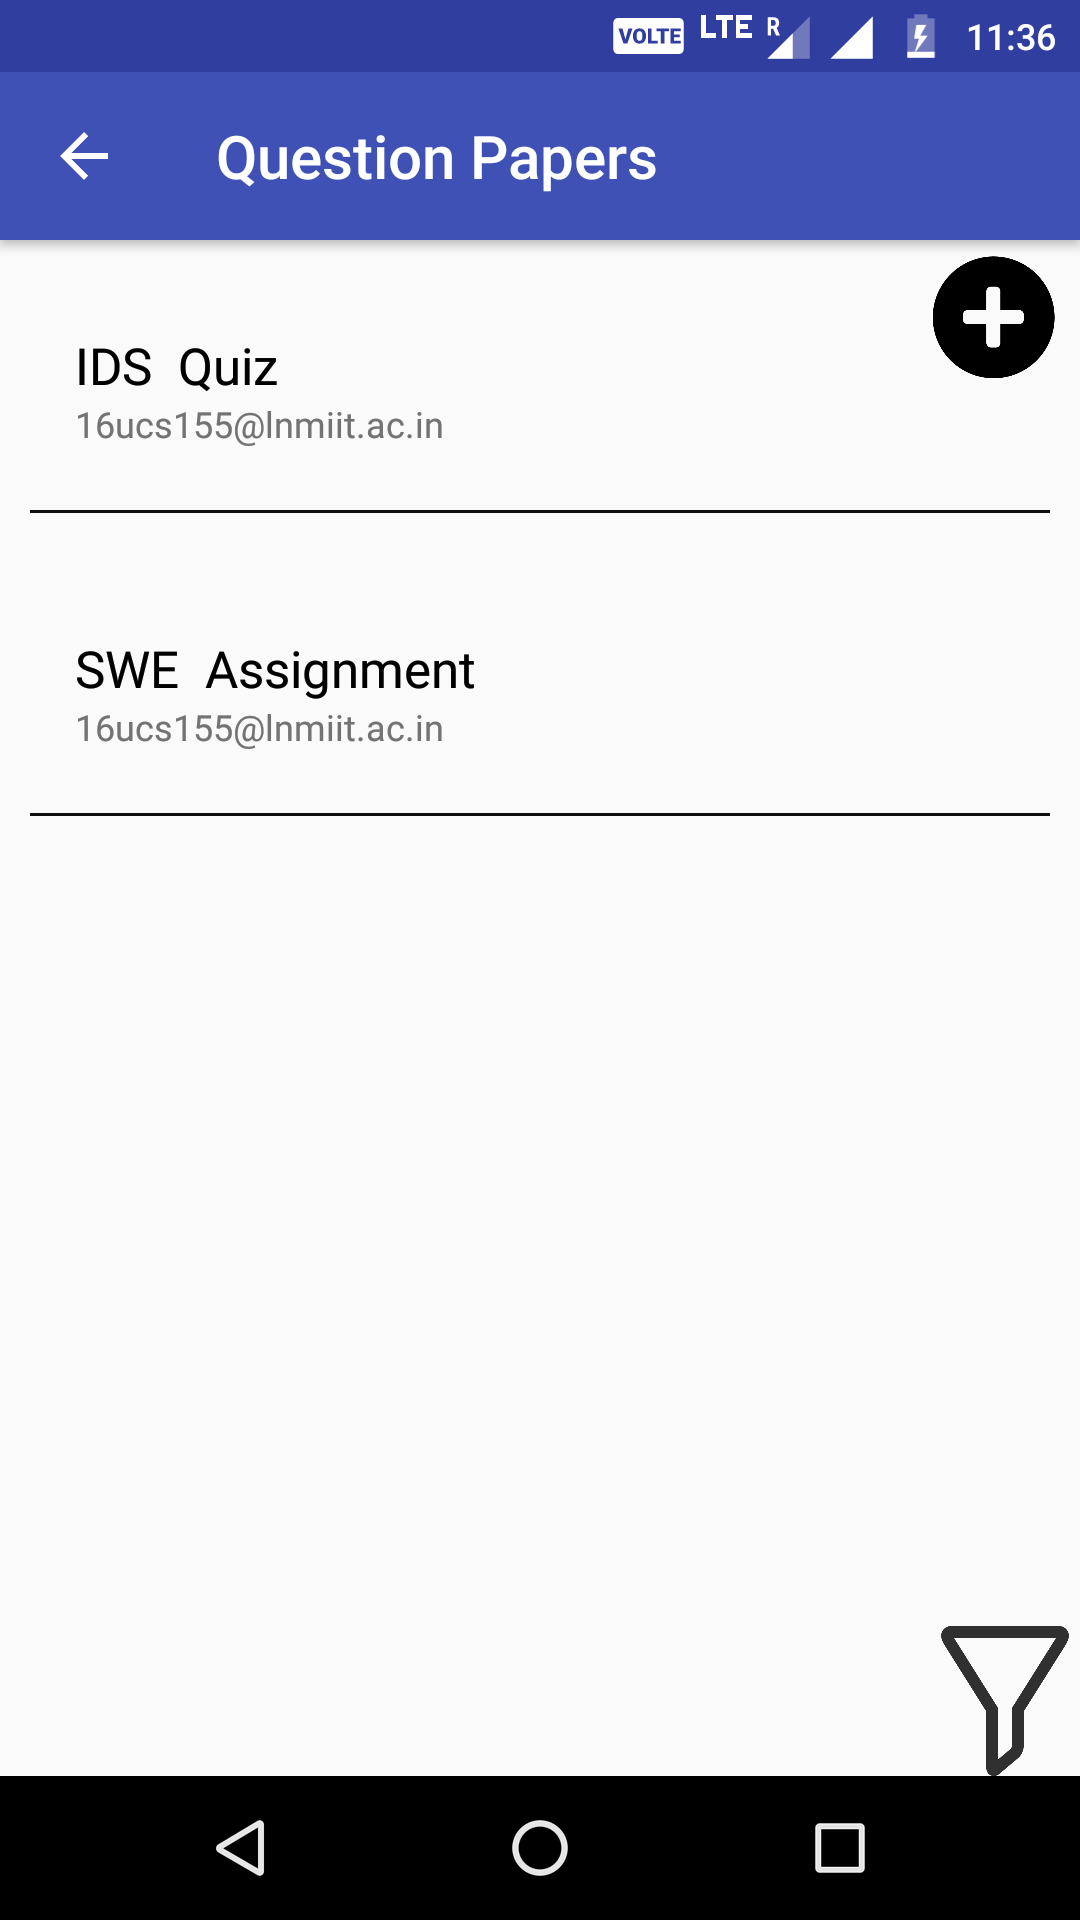 VOLTE LTE R 11:36
Question Papers
IDS  Quiz
16ucs155@lnmiit.ac.in
SWE  Assignment
16ucs155@lnmiit.ac.in